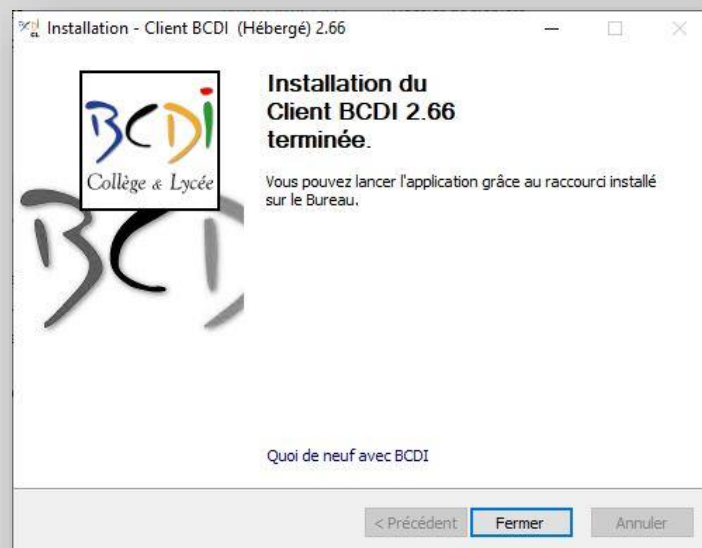 Installation - Client BCDI (Hébergé) 2.66
BCDI
Collège & Lycée
BCD
Installation du
Client BCDI 2.66
terminée.
Vous pouvez lancer l'application grâce au raccourci installé
sur le Bureau.
Quoi de neuf avec BCDI
< Précédent
Fermer
Annuler